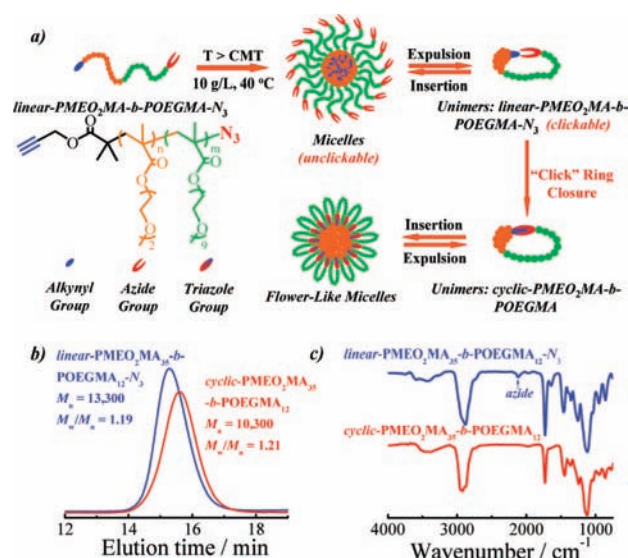 a)
T > CMT
10 g/L, 40 °C
Expulsion
Insertion
linear-PMEO₂MA-b-POEGMA-N₃
Micelles
(unclickable)
Unimers: linear-PMEO₂MA-b-
POEGMA-N₃ (clickable)
N₃
O
O
n
m
O
O
O
O
O
O
2
9
"Click" Ring
Closure
Insertion
Expulsion
Alkynyl
Group
Azide
Group
Triazole
Group
Flower-Like Micelles
Unimers: cyclic-PMEO₂MA-b-
POEGMA
b)
linear-PMEO₂MA₃₅-b-
POEGMA₁₂-N₃
Mₙ = 13,300
M_w/Mₙ = 1.19
cyclic-PMEO₂MA₃₅
-b-POEGMA₁₂
Mₙ = 10,300
M_w/Mₙ = 1.21
12 14 16 18
Elution time / min
c)
linear-PMEO₂MA₃₅-b-POEGMA₁₂-N₃
azide
cyclic-PMEO₂MA₃₅-b-POEGMA₁₂
4000 3000 2000 1000
Wavenumber / cm⁻¹